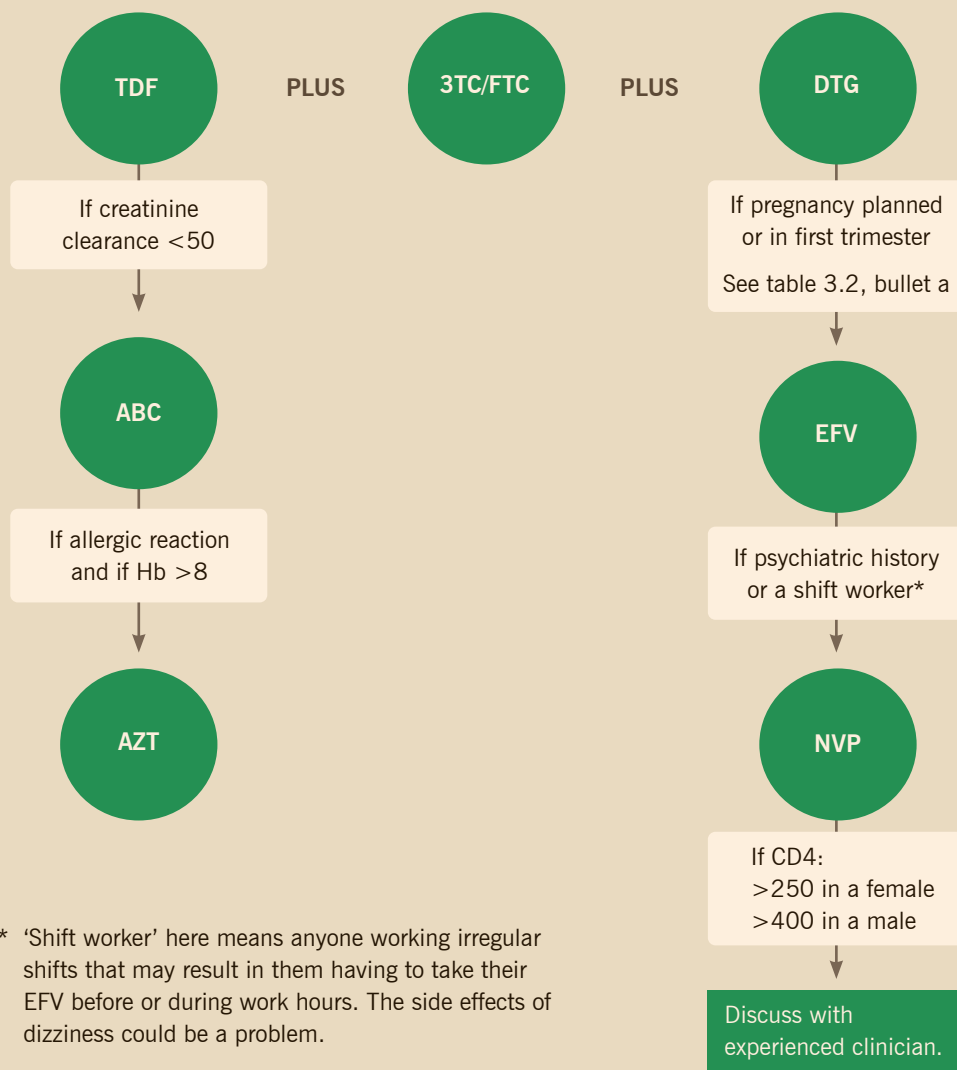 TDF
PLUS
3TC/FTC
PLUS
DTG
If creatinine
clearance <50
ABC
If allergic reaction
and if Hb >8
AZT
If pregnancy planned
or in first trimester
See table 3.2, bullet a
EFV
If psychiatric history
or a shift worker*
NVP
If CD4:
>250 in a female
>400 in a male
Discuss with
experienced clinician.
* ‘Shift worker’ here means anyone working irregular
shifts that may result in them having to take their
EFV before or during work hours. The side effects of
dizziness could be a problem.